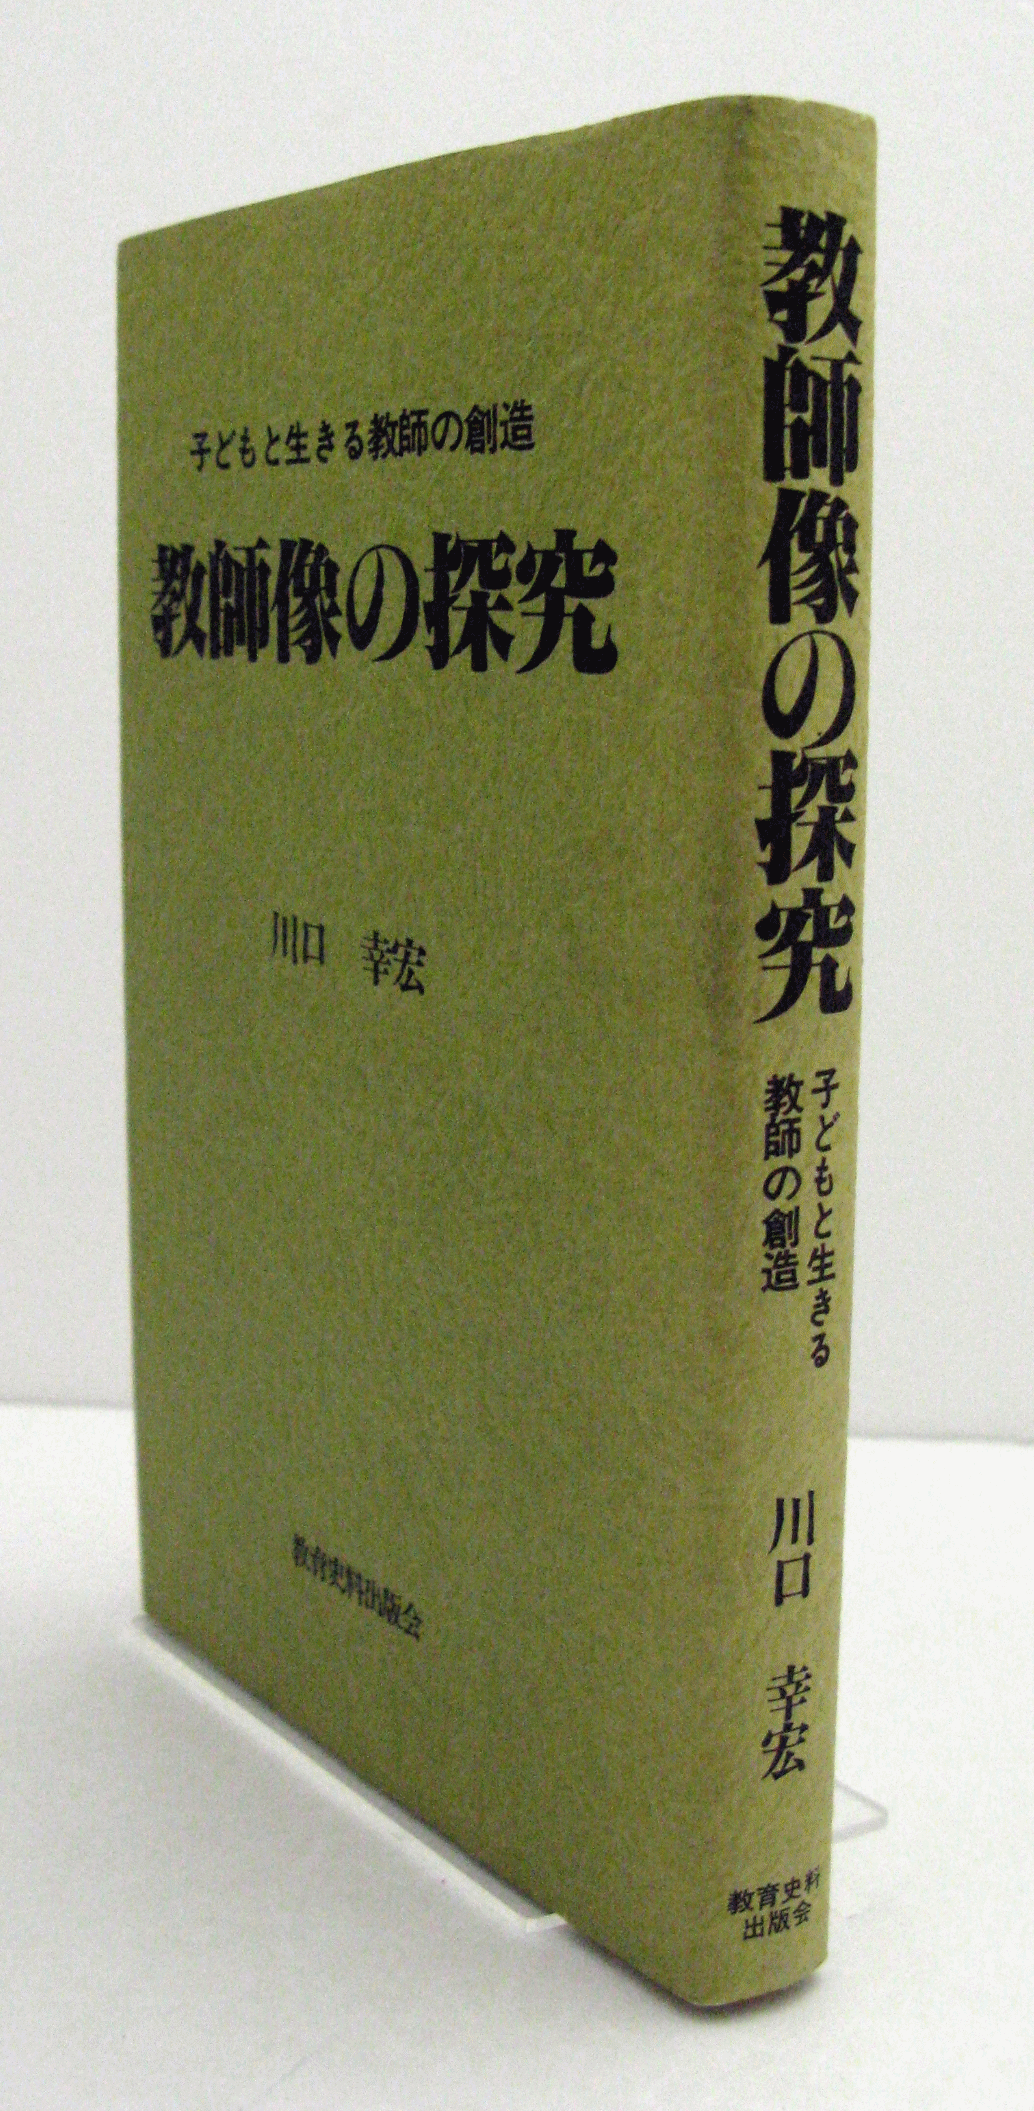 子どもと生きる教師の創造
教師像の探究
川口 幸宏
教育史料出版会
教師像の探究
子どもと生きる
教師の創造
川口 幸宏
教育史料
出版会